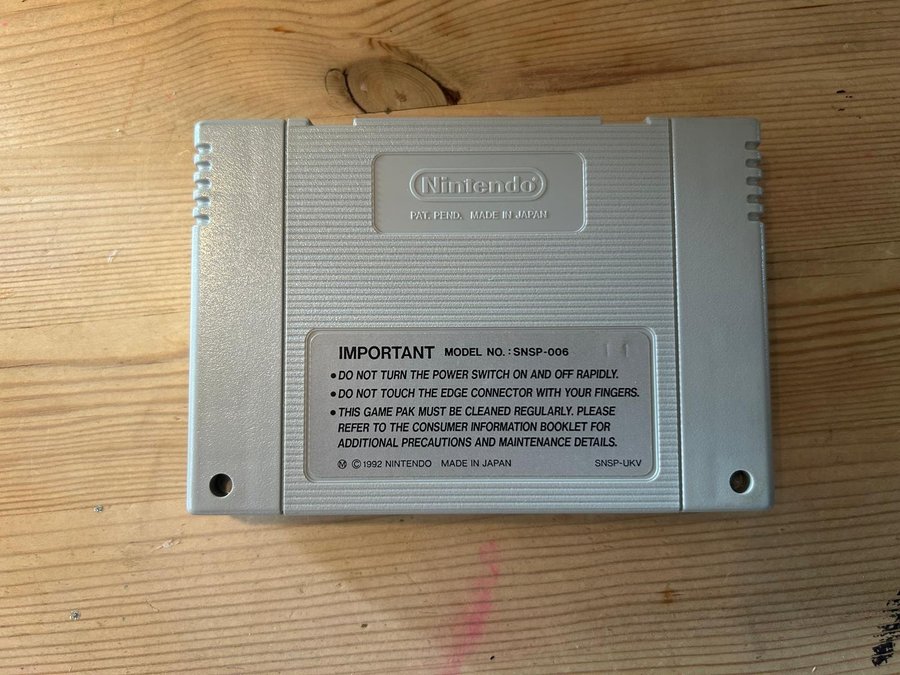 Nintendo
PAT. PEND. MADE IN JAPAN
IMPORTANT MODEL NO. : SNSP-006 11
● DO NOT TURN THE POWER SWITCH ON AND OFF RAPIDLY.
● DO NOT TOUCH THE EDGE CONNECTOR WITH YOUR FINGERS.
● THIS GAME PAK MUST BE CLEANED REGULARLY. PLEASE
REFER TO THE CONSUMER INFORMATION BOOKLET FOR
ADDITIONAL PRECAUTIONS AND MAINTENANCE DETAILS.
Ⓜ ©1992 NINTENDO MADE IN JAPAN SNSP-UKV